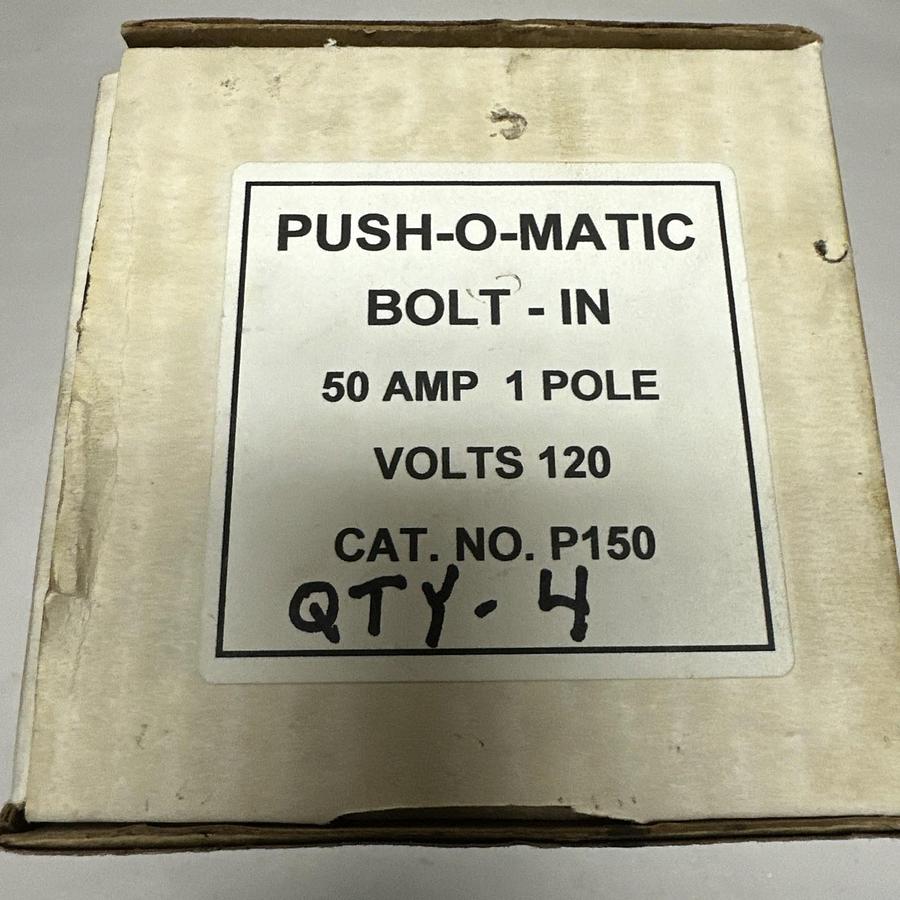 PUSH-O-MATIC
BOLT - IN
50 AMP 1 POLE
VOLTS 120
CAT. NO. P150
QTY - 4